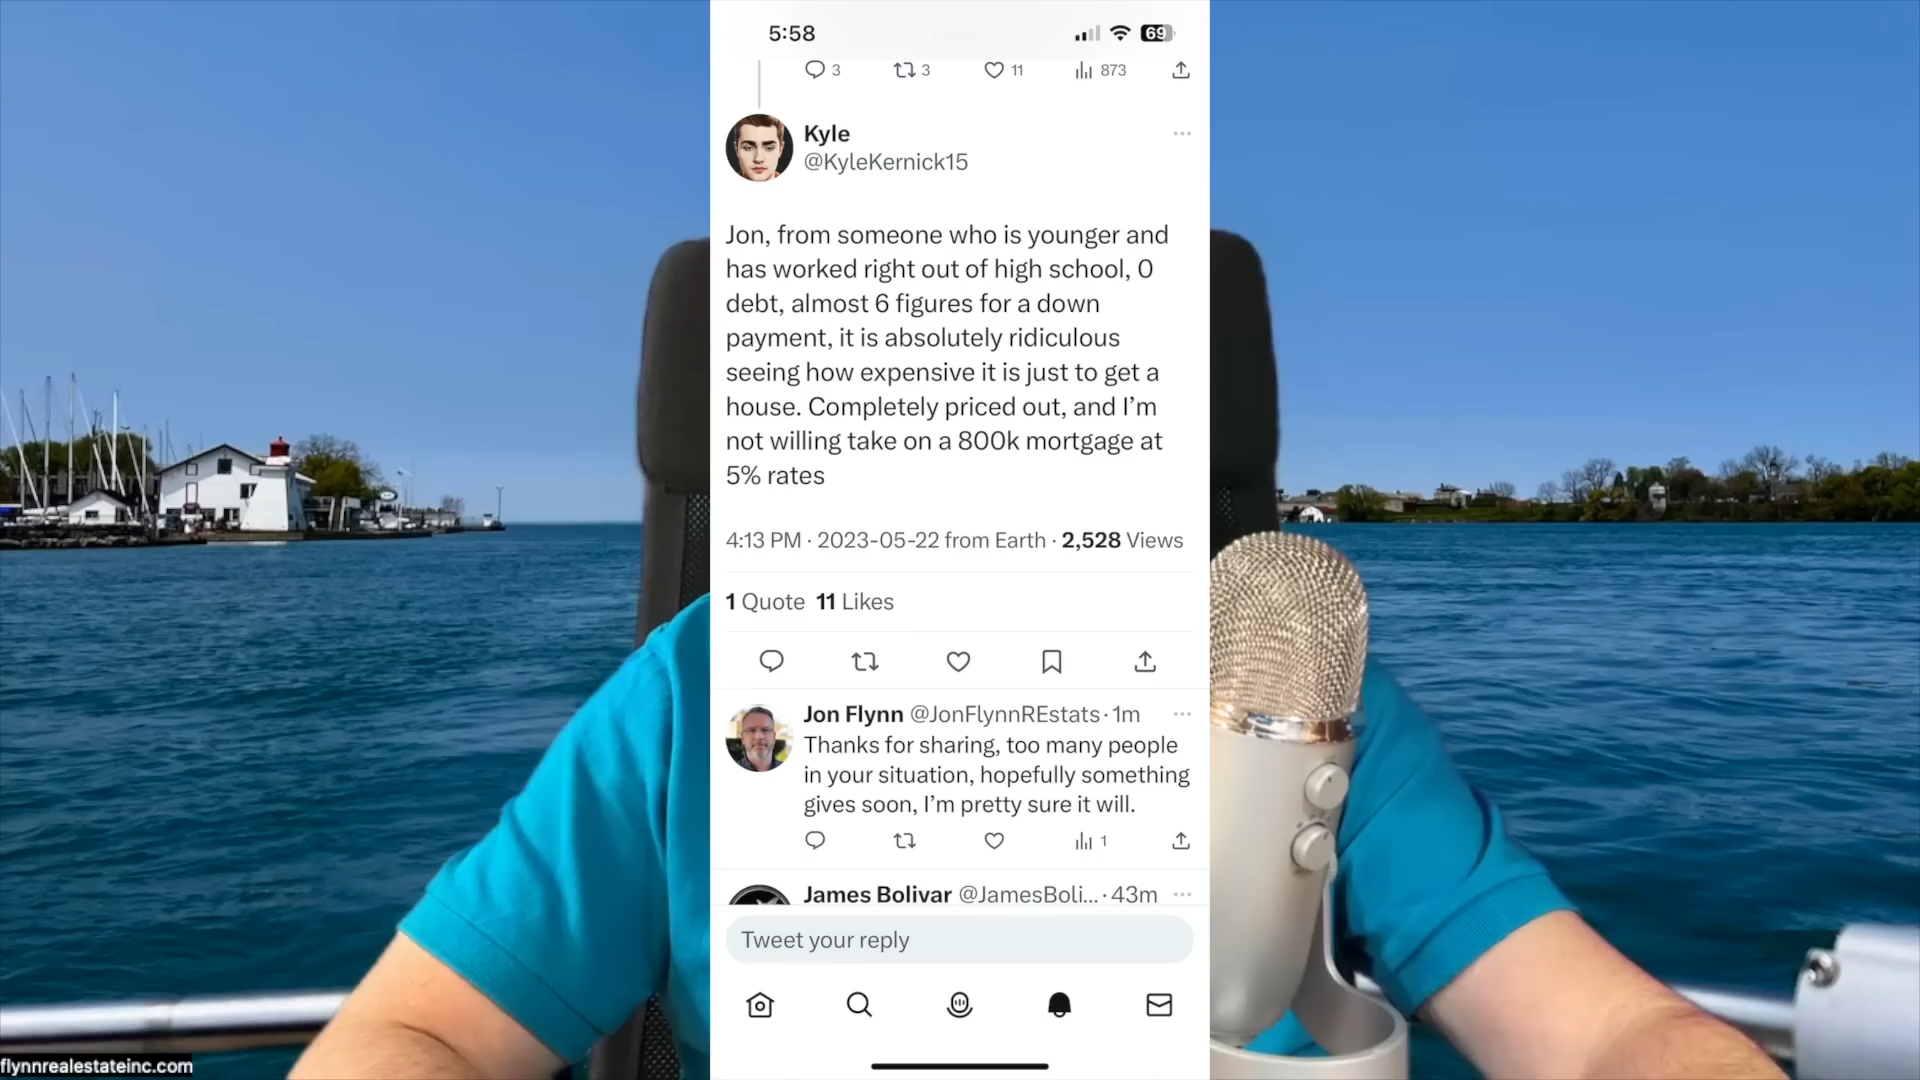 5:58
69
3
3
11
873
Kyle
@KyleKernick15
Jon, from someone who is younger and
has worked right out of high school, 0
debt, almost 6 figures for a down
payment, it is absolutely ridiculous
seeing how expensive it is just to get a
house. Completely priced out, and I’m
not willing take on a 800k mortgage at
5% rates
4:13 PM · 2023-05-22 from Earth · 2,528 Views
1 Quote 11 Likes
Jon Flynn @JonFlynnREstats · 1m
Thanks for sharing, too many people
in your situation, hopefully something
gives soon, I’m pretty sure it will.
1
James Bolivar @JamesBoli... · 43m
Tweet your reply
flynnrealestateinc.com